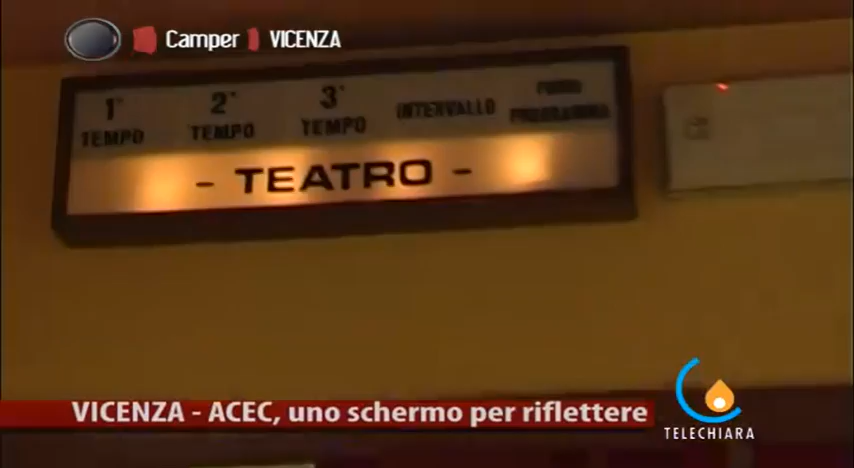 Camper VICENZA
1° 2° 3° INTERVALLO FUORI
TEMPO TEMPO TEMPO PROGRAMMA
- TEATRO -
VICENZA - ACEC, uno schermo per riflettere
TELECHIARA